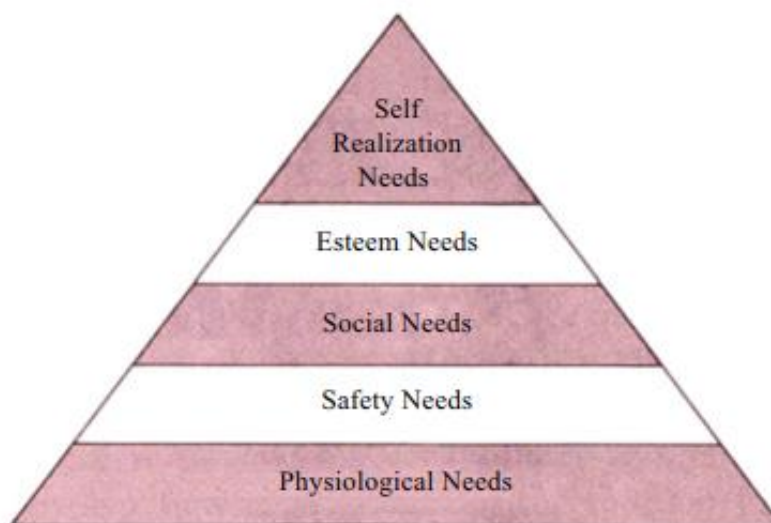 Self
Realization
Needs
Esteem Needs
Social Needs
Safety Needs
Physiological Needs